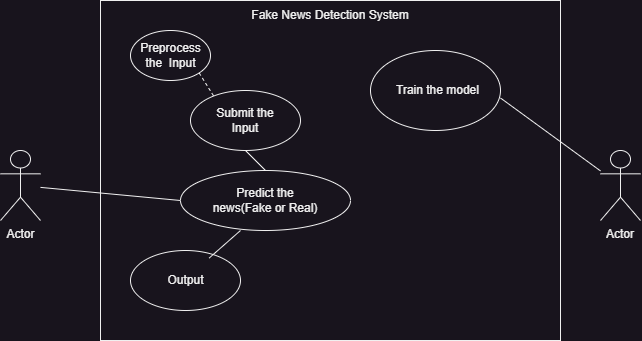 Fake News Detection System
Preprocess
the Input
Train the model
Submit the
Input
Predict the
news(Fake or Real)
Actor
Actor
Output